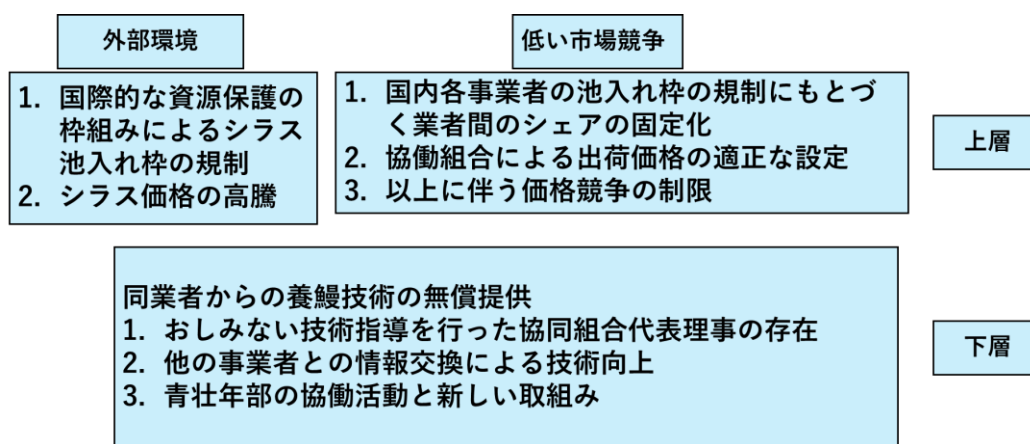 外部環境
低い市場競争
1. 国際的な資源保護の
枠組みによるシラス
池入れ枠の規制
2. シラス価格の高騰
1. 国内各事業者の池入れ枠の規制にもとづ
く業者間のシェアの固定化
2. 協働組合による出荷価格の適正な設定
3. 以上に伴う価格競争の制限
上層
同業者からの養鰻技術の無償提供
1. おしみない技術指導を行った協同組合代表理事の存在
2. 他の事業者との情報交換による技術向上
3. 青壮年部の協働活動と新しい取組み
下層